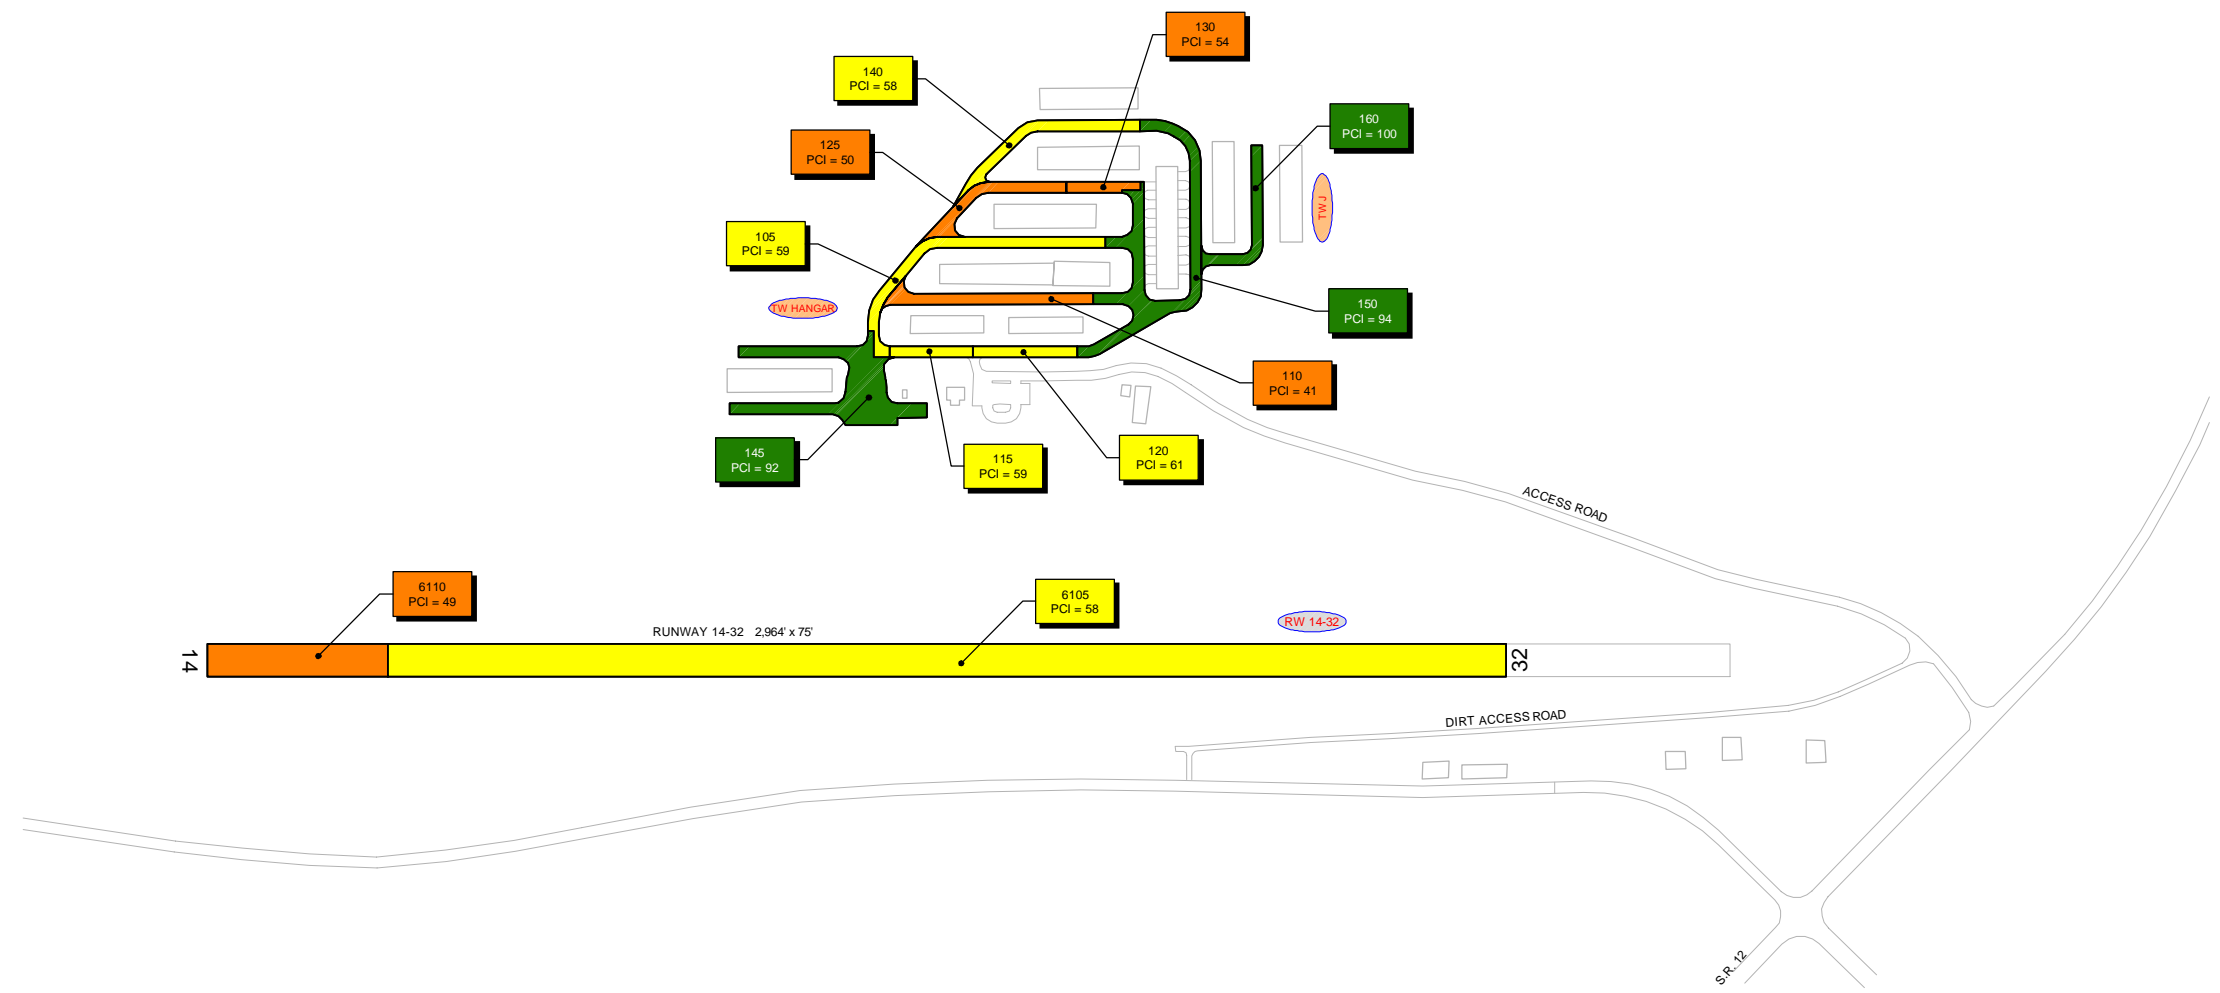 130
PCI = 54
140
PCI = 58
160
PCI = 100
125
PCI = 50
TW J
105
PCI = 59
TW HANGAR
150
PCI = 94
110
PCI = 41
145
PCI = 92
115
PCI = 59
120
PCI = 61
ACCESS ROAD
6110
PCI = 49
6105
PCI = 58
RW 14-32
RUNWAY 14-32 2,964' x 75'
14
32
DIRT ACCESS ROAD
S.R. 12